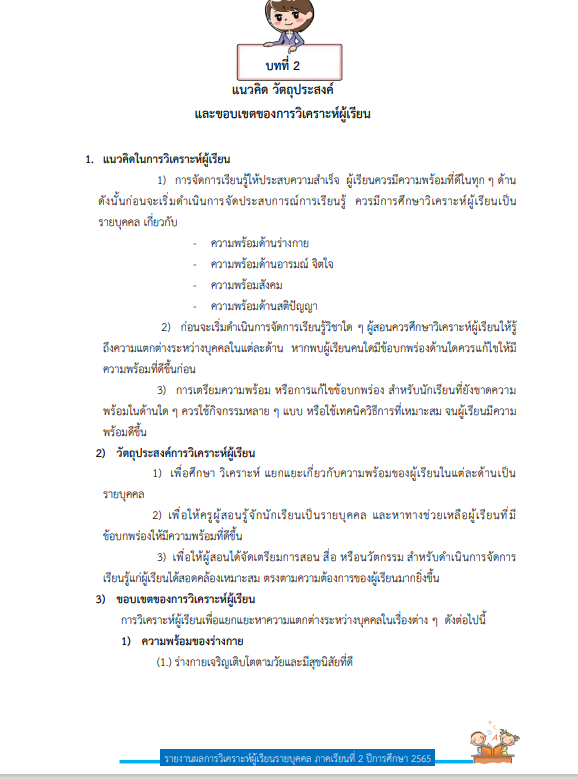 บทที่ 2
แนวคิด วัตถุประสงค์
และขอบเขตของการวิเคราะห์ผู้เรียน
1. แนวคิดในการวิเคราะห์ผู้เรียน
1) การจัดการเรียนรู้ให้ประสบความสำเร็จ ผู้เรียนควรมีความพร้อมที่ดีในทุก ๆ ด้าน
ดังนั้นก่อนจะเริ่มดำเนินการจัดประสบการณ์การเรียนรู้ ควรมีการศึกษาวิเคราะห์ผู้เรียนเป็น
รายบุคคล เกี่ยวกับ
- ความพร้อมด้านร่างกาย
- ความพร้อมด้านอารมณ์ จิตใจ
- ความพร้อมสังคม
- ความพร้อมด้านสติปัญญา
2) ก่อนจะเริ่มดำเนินการจัดการเรียนรู้วิชาใด ๆ ผู้สอนควรศึกษาวิเคราะห์ผู้เรียนให้รู้
ถึงความแตกต่างระหว่างบุคคลในแต่ละด้าน หากพบผู้เรียนคนใดมีข้อบกพร่องด้านใดควรแก้ไขให้มี
ความพร้อมที่ดีขึ้นก่อน
3) การเตรียมความพร้อม หรือการแก้ไขข้อบกพร่อง สำหรับนักเรียนที่ยังขาดความ
พร้อมในด้านใด ๆ ควรใช้กิจกรรมหลาย ๆ แบบ หรือใช้เทคนิควิธีการที่เหมาะสม จนผู้เรียนมีความ
พร้อมดีขึ้น
2) วัตถุประสงค์การวิเคราะห์ผู้เรียน
1) เพื่อศึกษา วิเคราะห์ แยกแยะเกี่ยวกับความพร้อมของผู้เรียนในแต่ละด้านเป็น
รายบุคคล
2) เพื่อให้ครูผู้สอนรู้จักนักเรียนเป็นรายบุคคล และหาทางช่วยเหลือผู้เรียนที่มี
ข้อบกพร่องให้มีความพร้อมที่ดีขึ้น
3) เพื่อให้ผู้สอนได้จัดเตรียมการสอน สื่อ หรือนวัตกรรม สำหรับดำเนินการจัดการ
เรียนรู้แก่ผู้เรียนได้สอดคล้องเหมาะสม ตรงตามความต้องการของผู้เรียนมากยิ่งขึ้น
3) ขอบเขตของการวิเคราะห์ผู้เรียน
การวิเคราะห์ผู้เรียนเพื่อแยกแยะหาความแตกต่างระหว่างบุคคลในเรื่องต่าง ๆ ดังต่อไปนี้
1) ความพร้อมของร่างกาย
(1.) ร่างกายเจริญเติบโตตามวัยและมีสุขนิสัยที่ดี
รายงานผลการวิเคราะห์ผู้เรียนรายบุคคล ภาคเรียนที่ 2 ปีการศึกษา 2565